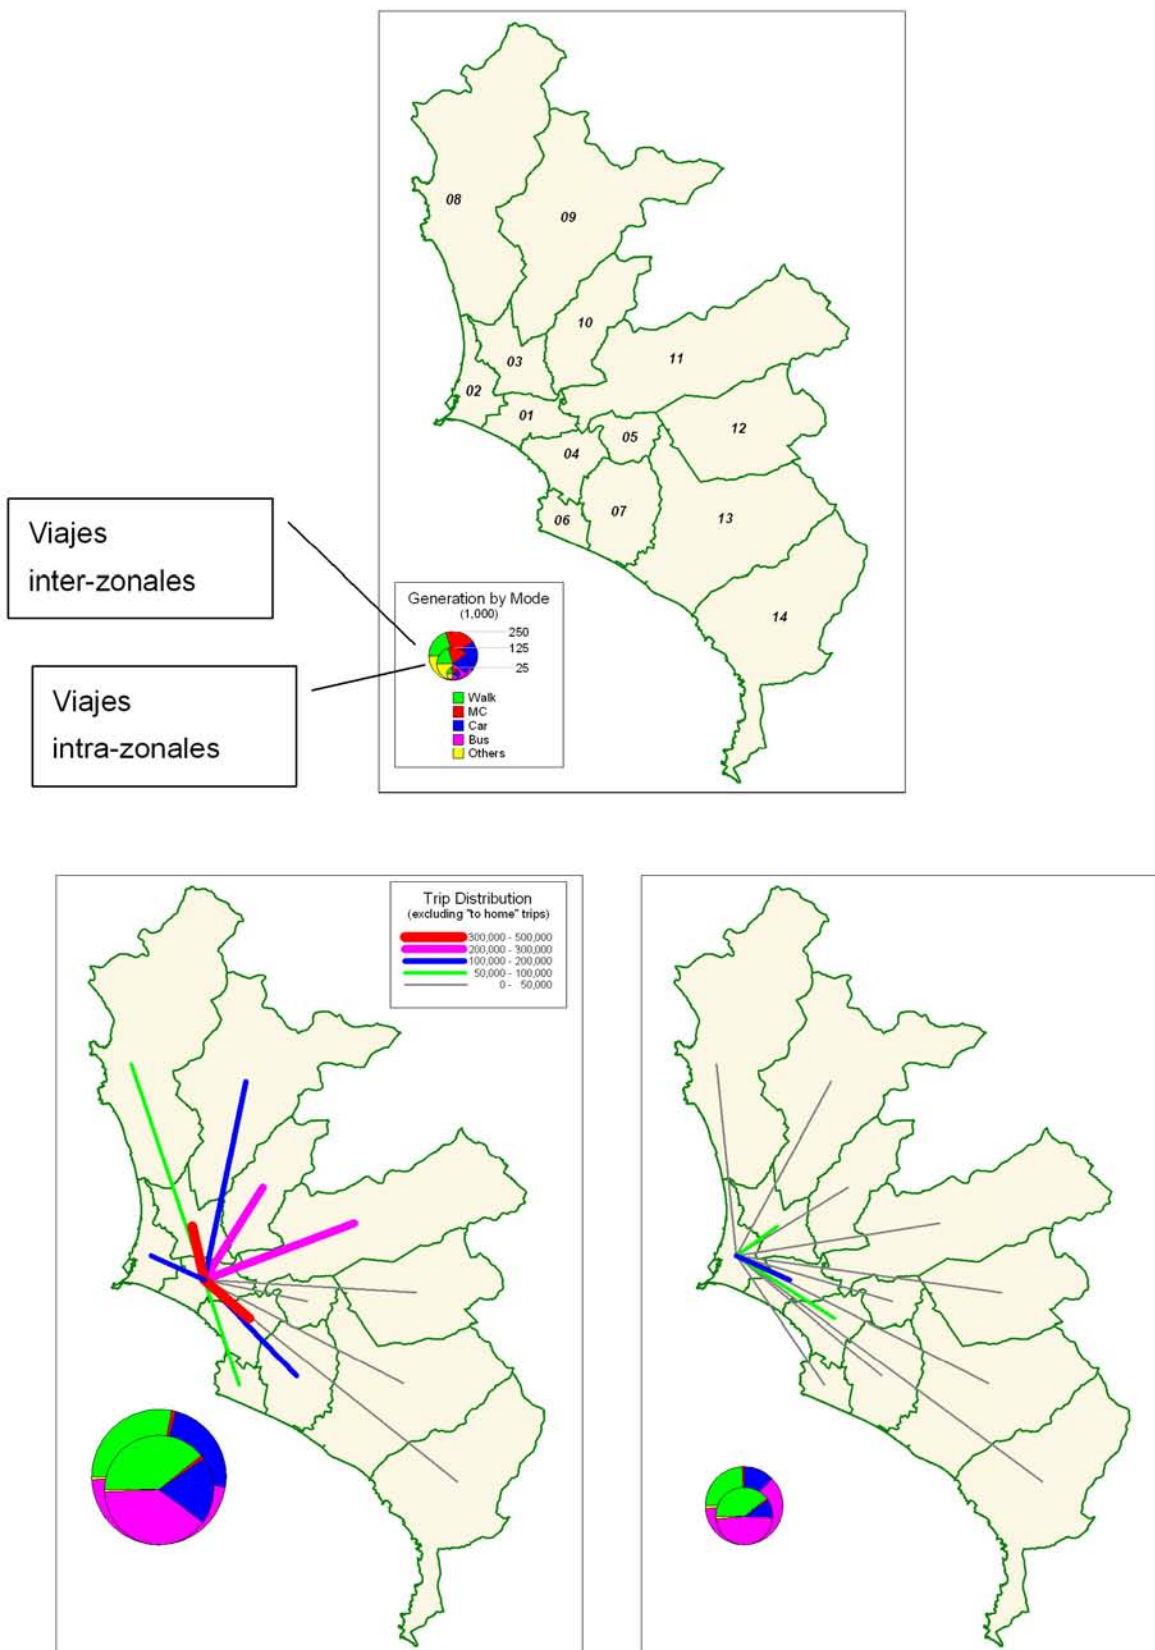 08
09
10
11
03
02
01
05
12
04
07
06
13
14
Viajes
inter-zonales
Viajes
intra-zonales
Generation by Mode
(1,000)
250
125
25
Walk
MC
Car
Bus
Others
Trip Distribution
(excluding "to home" trips)
300,000 - 500,000
200,000 - 300,000
100,000 - 200,000
50,000 - 100,000
0 - 50,000